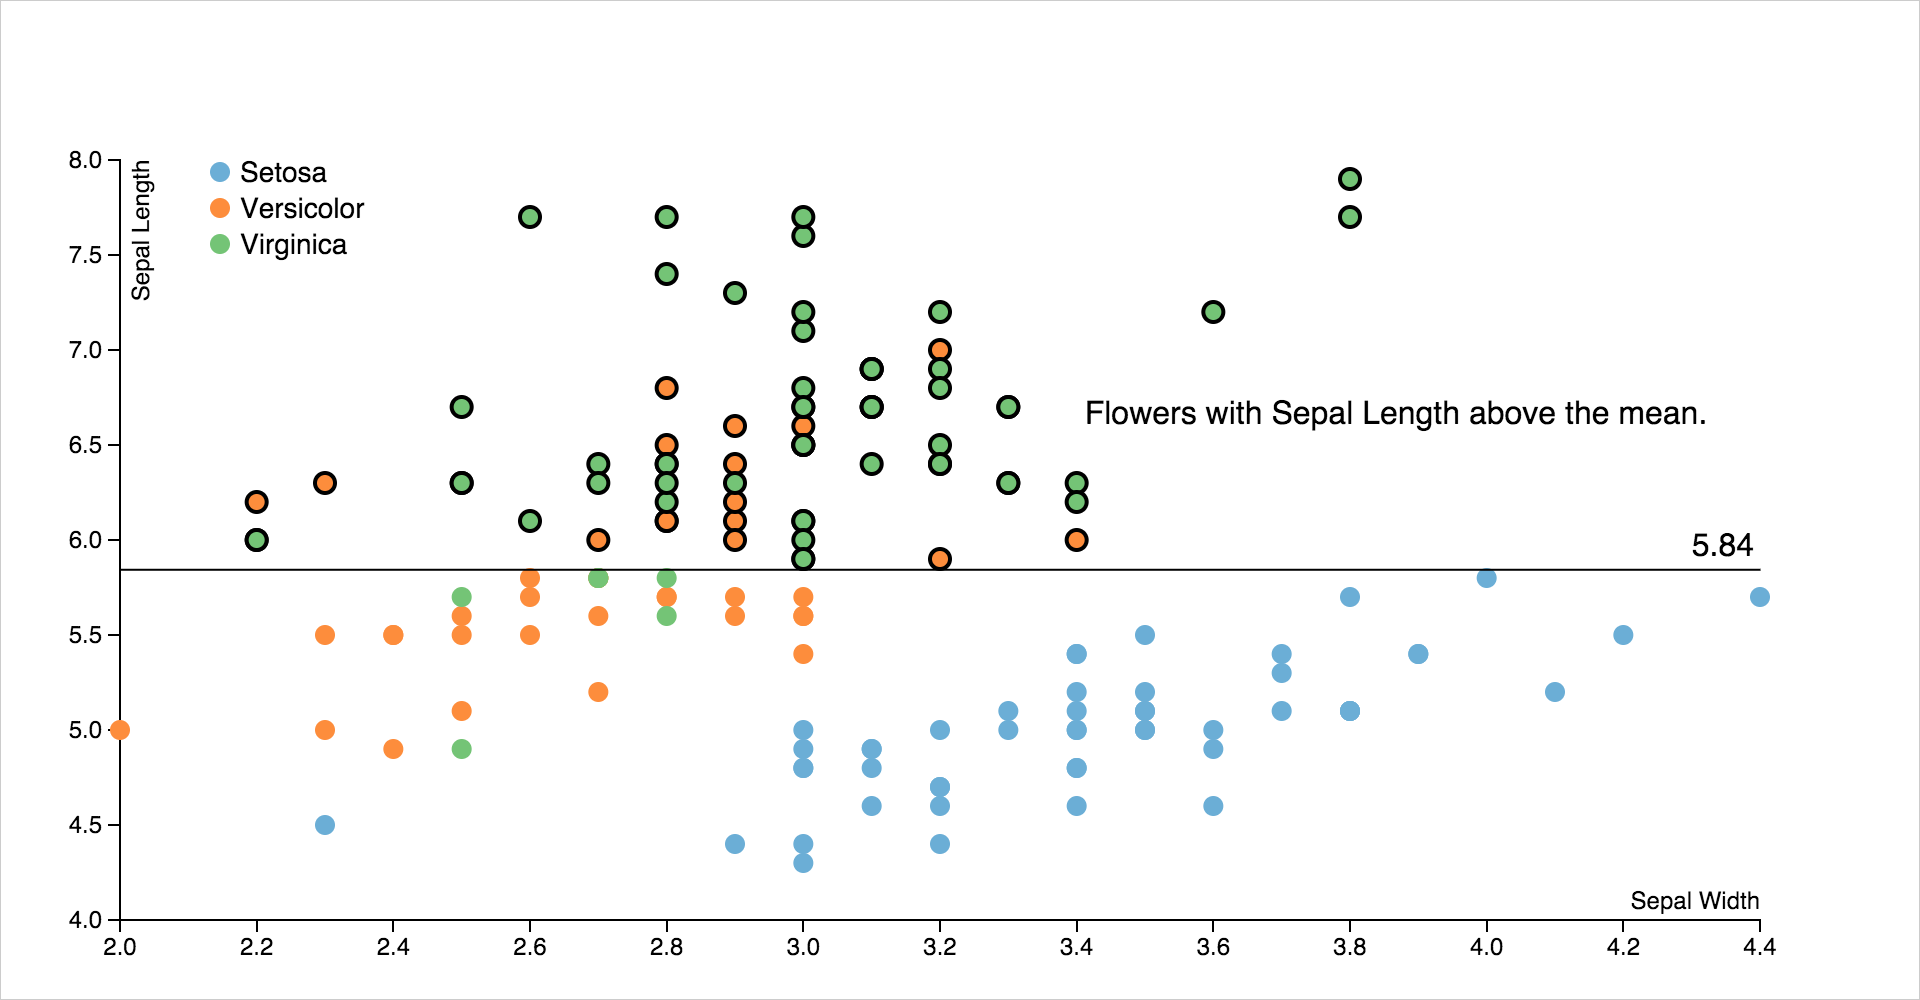 8.0
7.5
7.0
6.5
6.0
5.5
5.0
4.5
4.0
Sepal Length
Setosa
Versicolor
Virginica
Flowers with Sepal Length above the mean.
5.84
Sepal Width
2.0 2.2 2.4 2.6 2.8 3.0 3.2 3.4 3.6 3.8 4.0 4.2 4.4